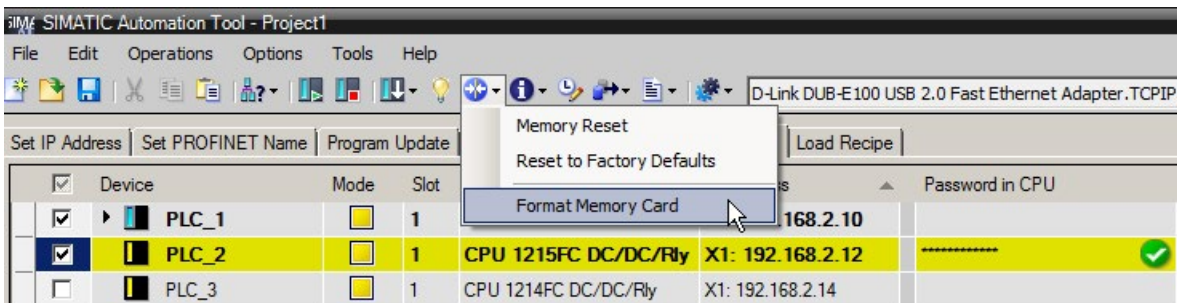 SIMATIC Automation Tool - Project1
File Edit Operations Options Tools Help
D-Link DUB-E100 USB 2.0 Fast Ethernet Adapter.TCPIP
Memory Reset
Set IP Address Set PROFINET Name Program Update Load Recipe
Reset to Factory Defaults
Device Mode Slot Password in CPU
Format Memory Card
PLC_1 1 168.2.10
PLC_2 1 CPU 1215FC DC/DC/Rly X1: 192.168.2.12 ************
PLC_3 1 CPU 1214FC DC/DC/Rly X1: 192.168.2.14